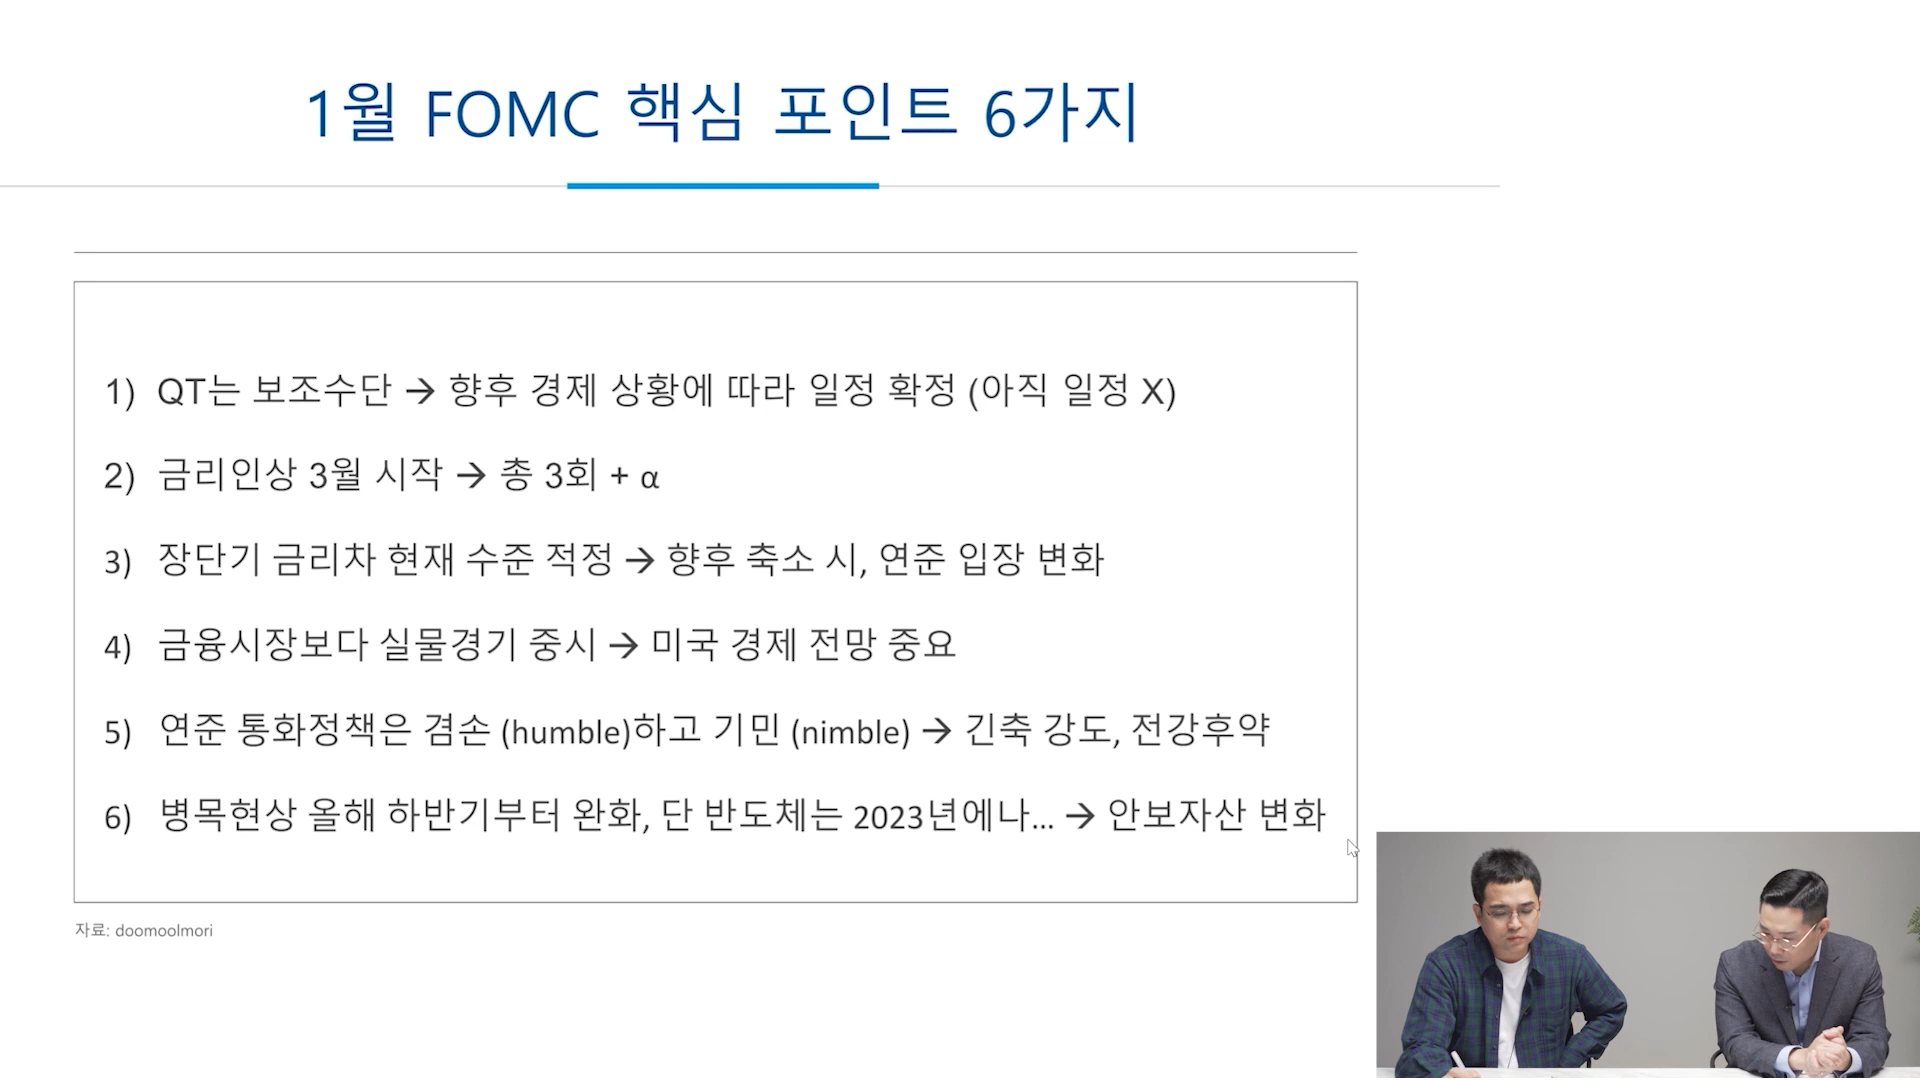 1월 FOMC 핵심 포인트 6가지
1) QT는 보조수단 → 향후 경제 상황에 따라 일정 확정 (아직 일정 X)
2) 금리인상 3월 시작 → 총 3회 + α
3) 장단기 금리차 현재 수준 적정 → 향후 축소 시, 연준 입장 변화
4) 금융시장보다 실물경기 중시 → 미국 경제 전망 중요
5) 연준 통화정책은 겸손 (humble)하고 기민 (nimble) → 긴축 강도, 전강후약
6) 병목현상 올해 하반기부터 완화, 단 반도체는 2023년에나... → 안보자산 변화
자료: doomoolmori